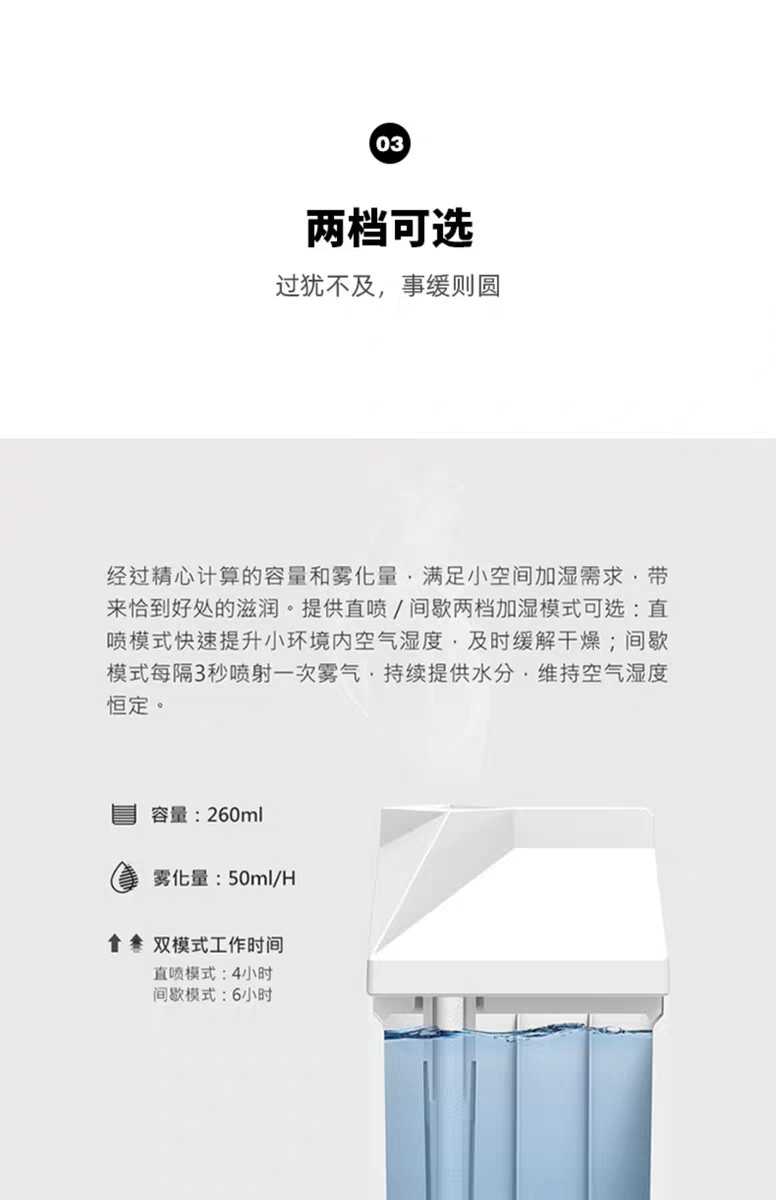 03
两档可选
过犹不及，事缓则圆
经过精心计算的容量和雾化量，满足小空间加湿需求，带
来恰到好处的滋润。提供直喷/间歇两档加湿模式可选：直
喷模式快速提升小环境内空气湿度，及时缓解干燥；间歇
模式每隔3秒喷射一次雾气，持续提供水分，维持空气湿度
恒定。
容量：260ml
雾化量：50ml/H
双模式工作时间
直喷模式：4小时
间歇模式：6小时